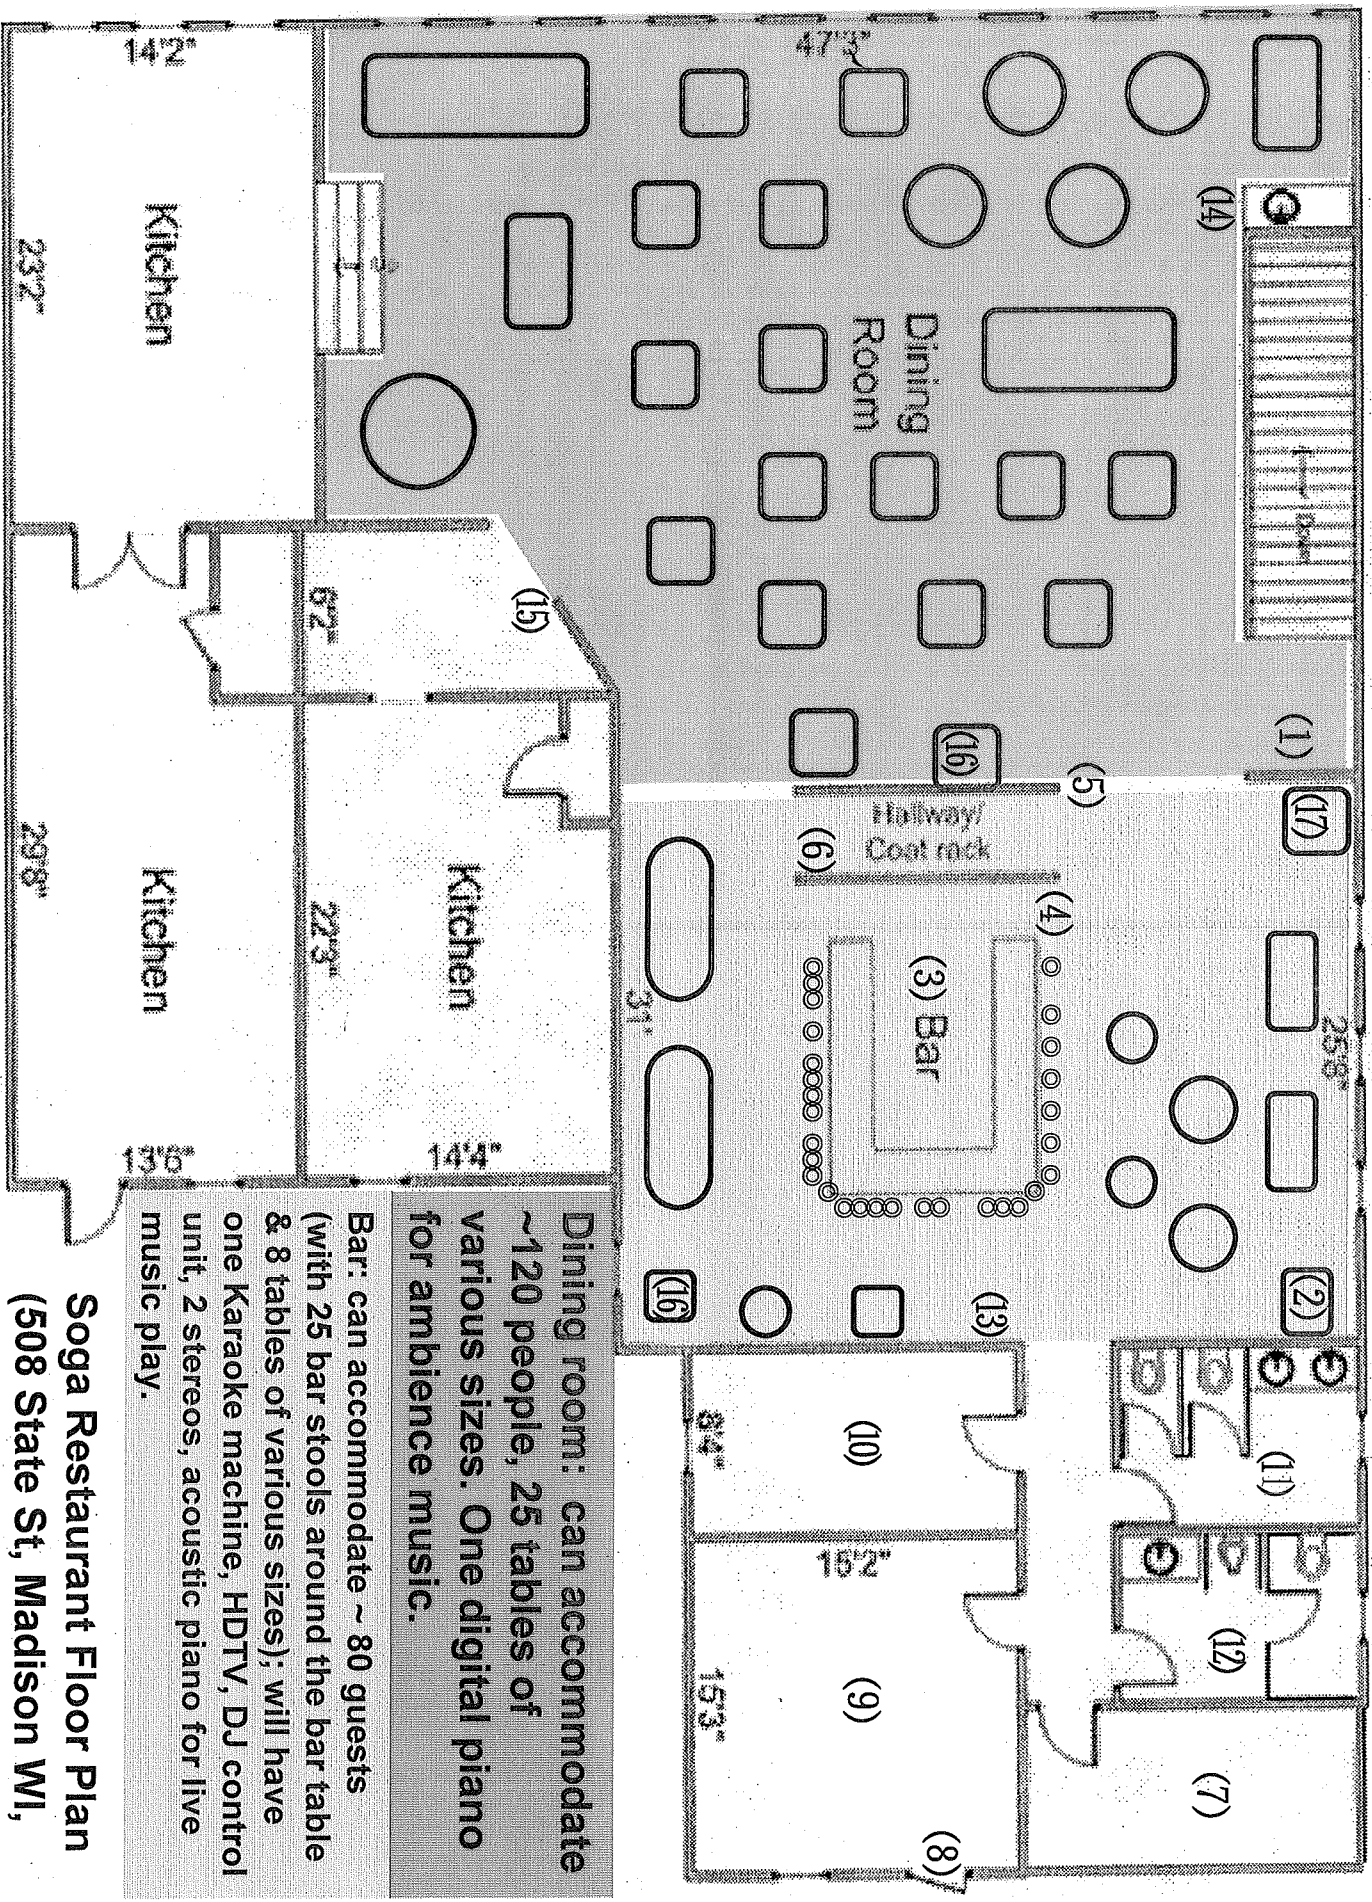 25'8"
Down
(1)
(17)
(2)
(11)
(12)
(7)
(14)
(5)
(4)
(13)
(16)
Hallway/
Coat rack
(6)
(3) Bar
(8)
Dining
Room
47'3"
(10)
15'2"
(9)
8'4"
15'3"
31'
(16)
(15)
Kitchen
14'4"
6'2"
22'3"
Kitchen
14'2"
Kitchen
13'6"
23'2"
29'8"
Dining room: can accommodate
~120 people, 25 tables of
various sizes. One digital piano
for ambience music.
Bar: can accommodate ~ 80 guests
(with 25 bar stools around the bar table
& 8 tables of various sizes); will have
one Karaoke machine, HDTV, DJ control
unit, 2 stereos, acoustic piano for live
music play.
Soga Restaurant Floor Plan
(508 State St, Madison WI,